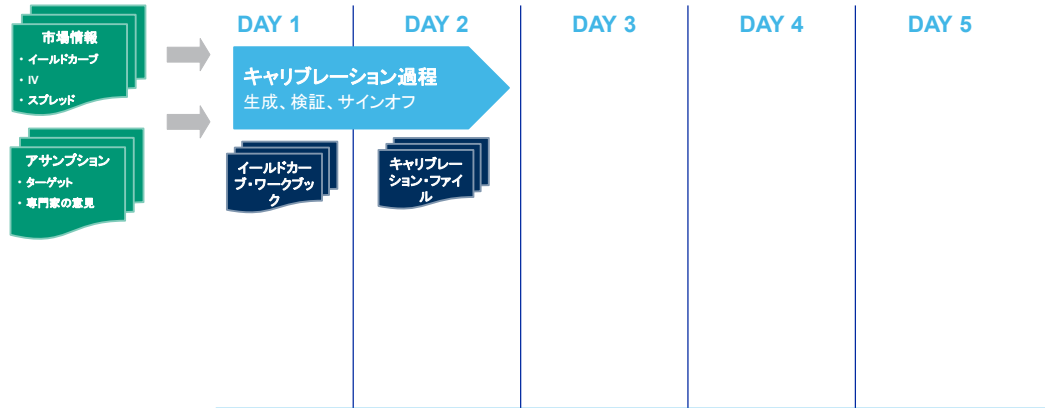 市場情報
・イールドカーブ
・IV
・スプレッド
アサンプション
・ターゲット
・専門家の意見
DAY 1
DAY 2
DAY 3
DAY 4
DAY 5
キャリブレーション過程
生成、検証、サインオフ
イールドカー
ブ・ワークブッ
ク
キャリブレー
ション・ファイ
ル